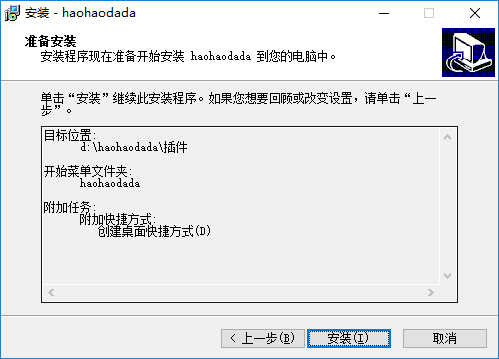 安装 - haohaodada
准备安装
安装程序现在准备开始安装 haohaodada 到您的电脑中。
单击“安装”继续此安装程序。如果您想要回顾或改变设置，请单击“上一
步”。
目标位置:
d:\haohaodada\插件
开始菜单文件夹:
haohaodada
附加任务:
附加快捷方式:
创建桌面快捷方式(D)
< 上一步(B)
安装(I)
取消